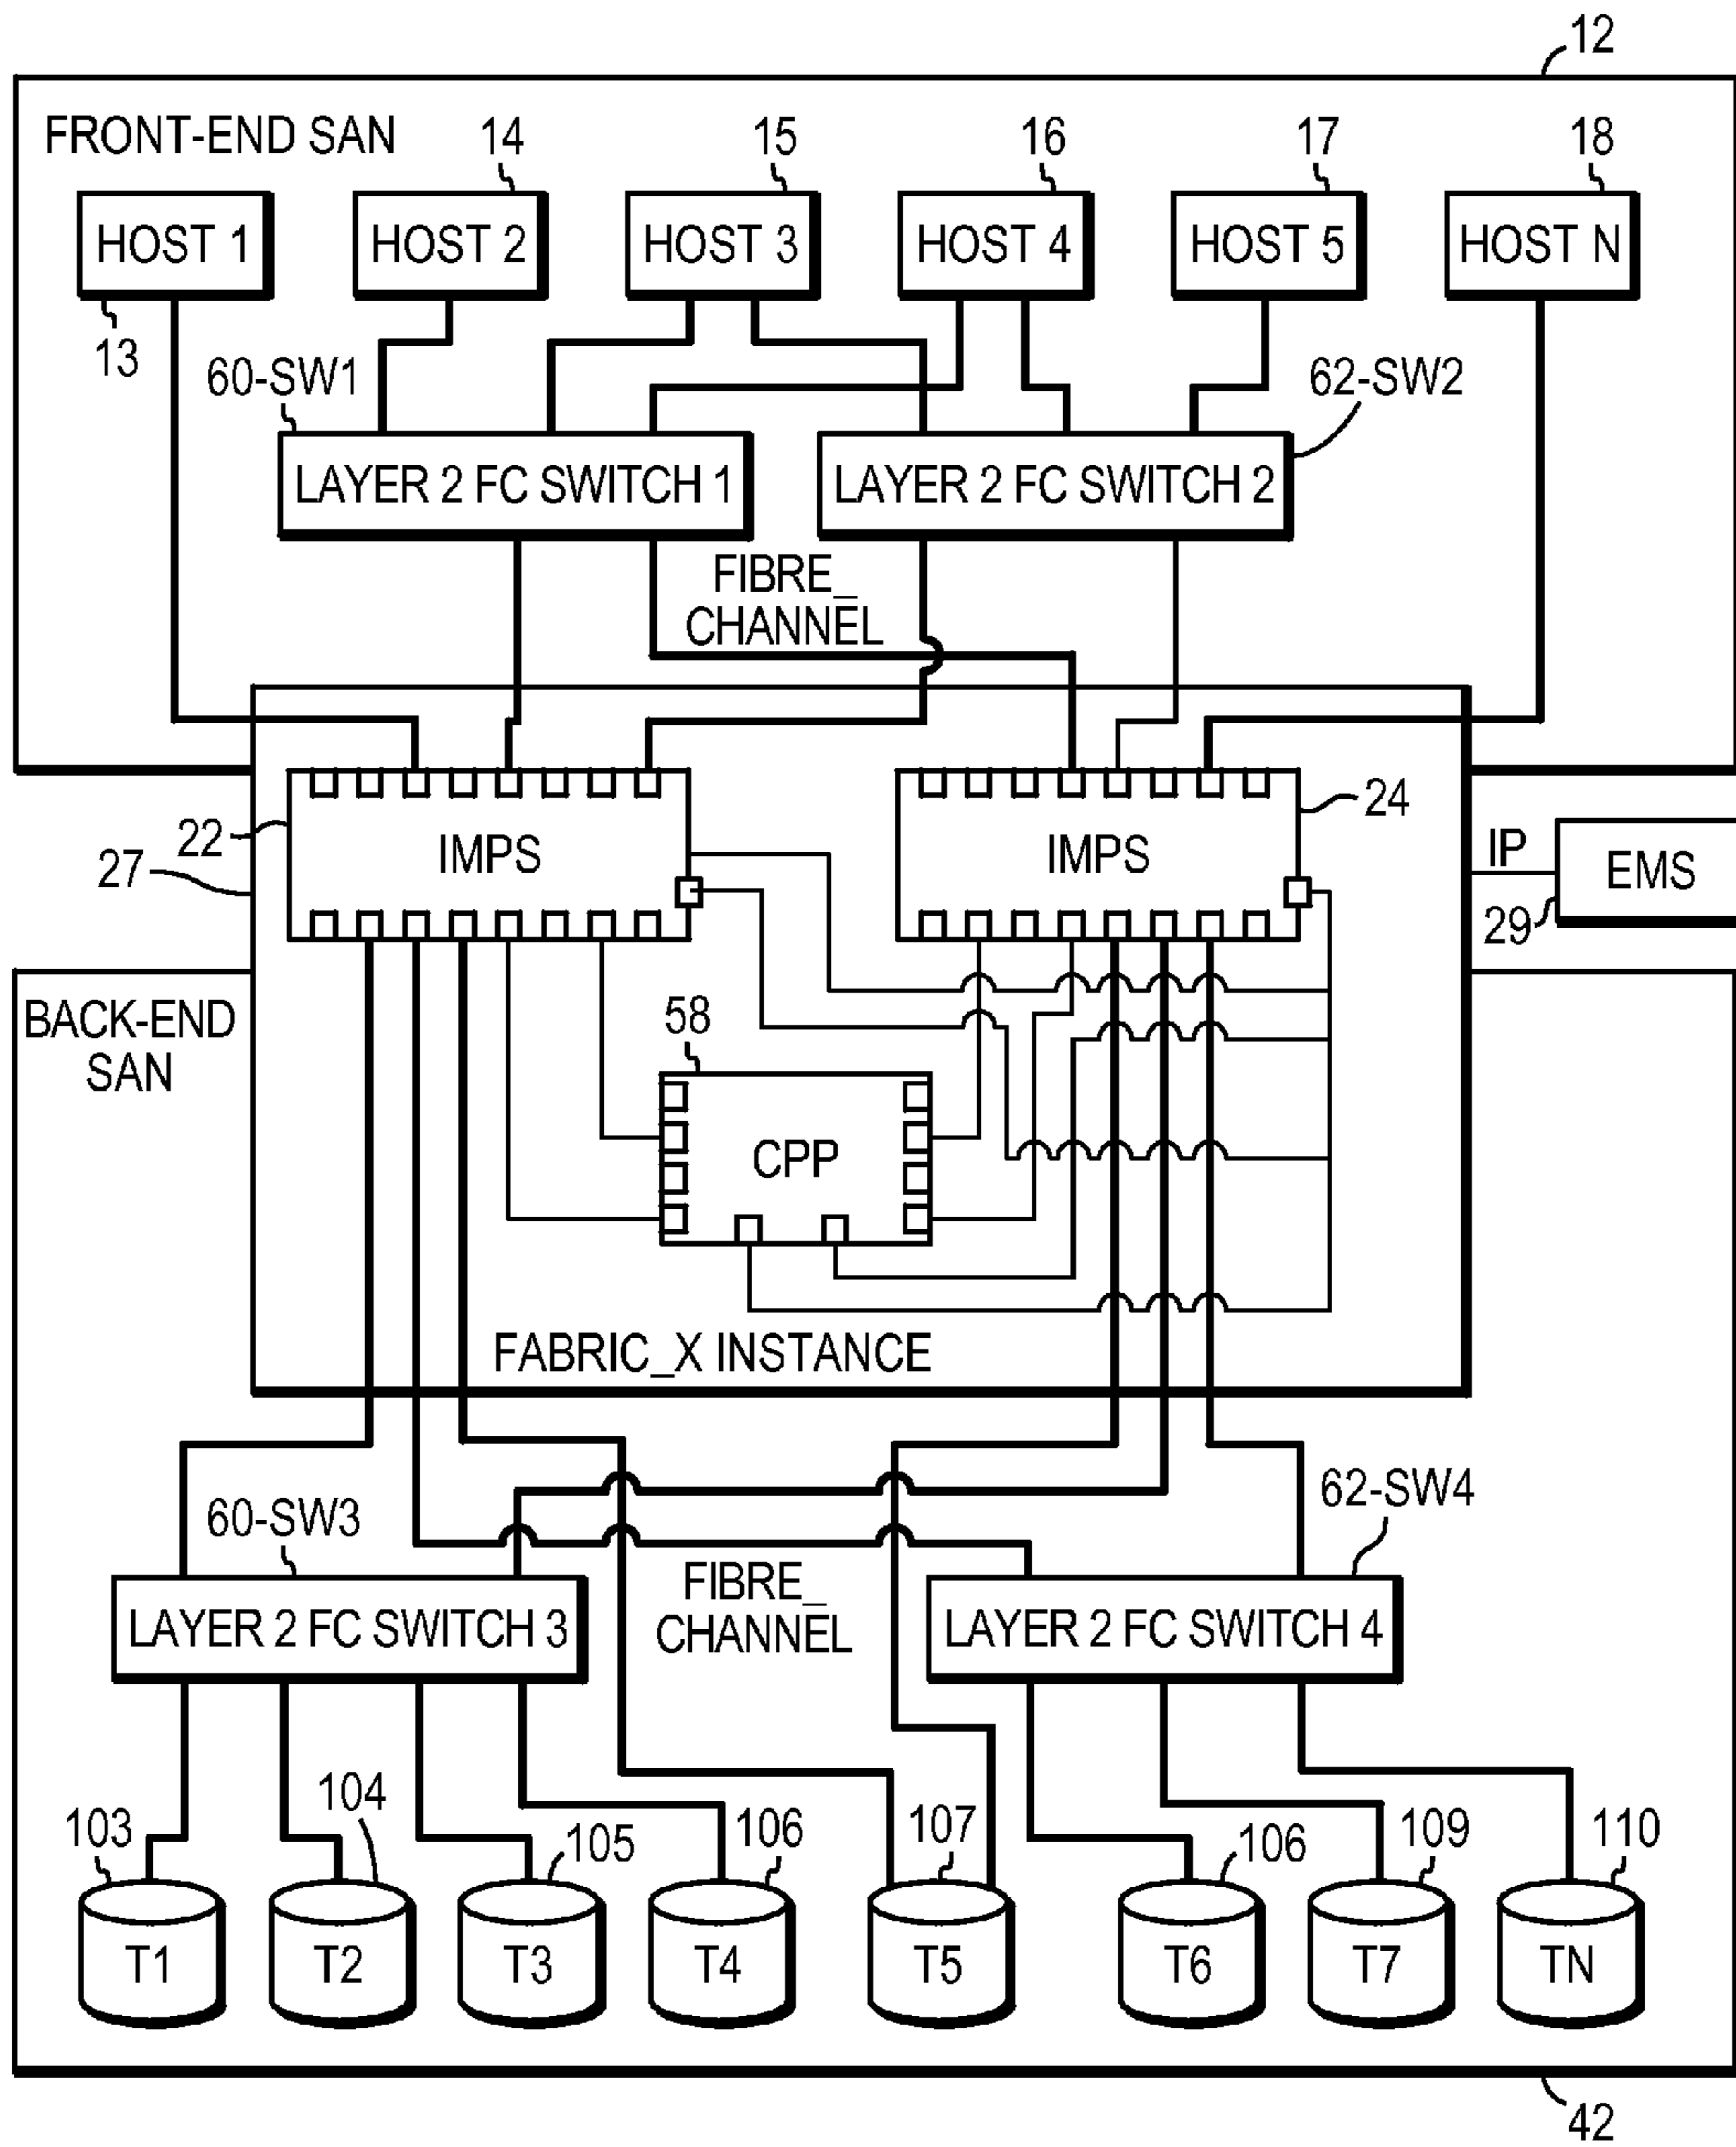 12
FRONT-END SAN
14
15
16
17
18
HOST 1
HOST 2
HOST 3
HOST 4
HOST 5
HOST N
13
60-SW1
62-SW2
LAYER 2 FC SWITCH 1
LAYER 2 FC SWITCH 2
FIBRE_
CHANNEL
22
27
IMPS
IMPS
24
IP
EMS
29
BACK-END
SAN
58
CPP
FABRIC_X INSTANCE
60-SW3
62-SW4
FIBRE_
CHANNEL
LAYER 2 FC SWITCH 3
LAYER 2 FC SWITCH 4
103
104
105
106
107
106
109
110
T1
T2
T3
T4
T5
T6
T7
TN
42